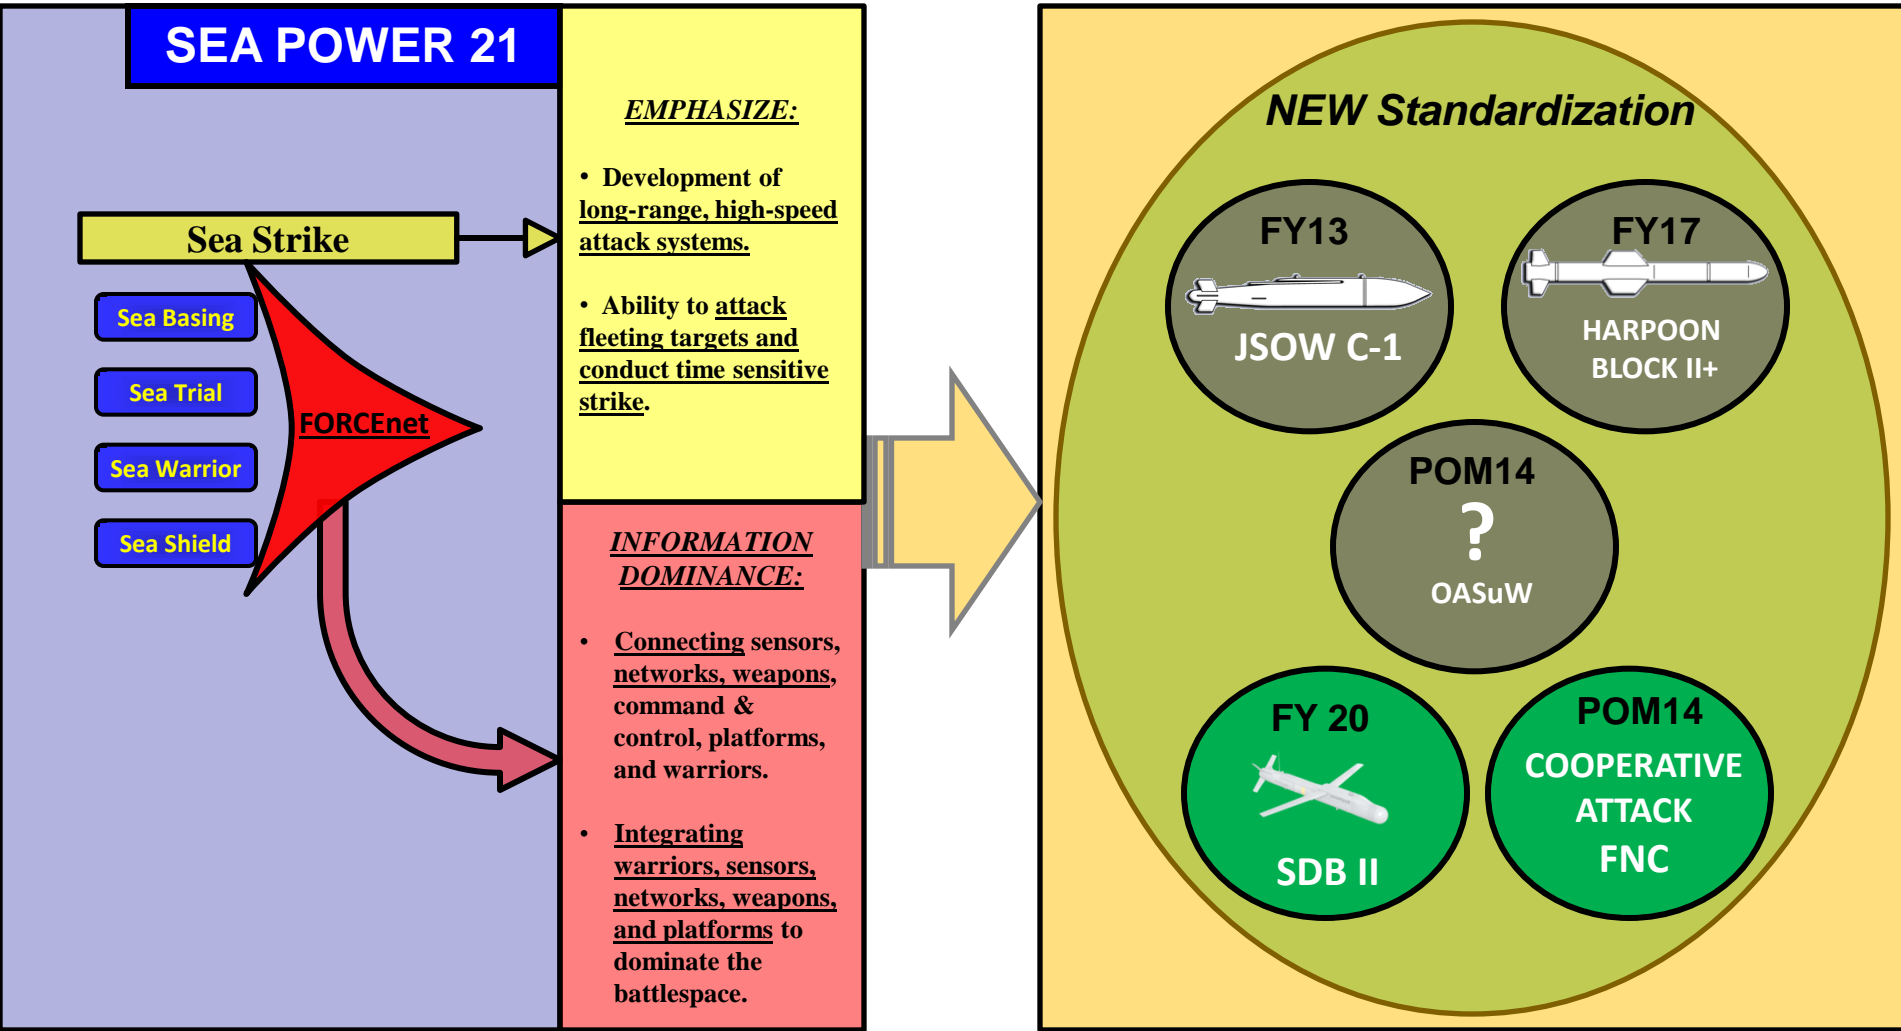 SEA POWER 21
Sea Strike
Sea Basing
Sea Trial
Sea Warrior
Sea Shield
FORCEnet
EMPHASIZE:
• Development of
long-range, high-speed
attack systems.
• Ability to attack
fleeting targets and
conduct time sensitive
strike.
INFORMATION
DOMINANCE:
• Connecting sensors,
networks, weapons,
command &
control, platforms,
and warriors.
• Integrating
warriors, sensors,
networks, weapons,
and platforms to
dominate the
battlespace.
NEW Standardization
FY13
JSOW C-1
FY17
HARPOON
BLOCK II+
POM14
?
OASuW
FY 20
SDB II
POM14
COOPERATIVE
ATTACK
FNC